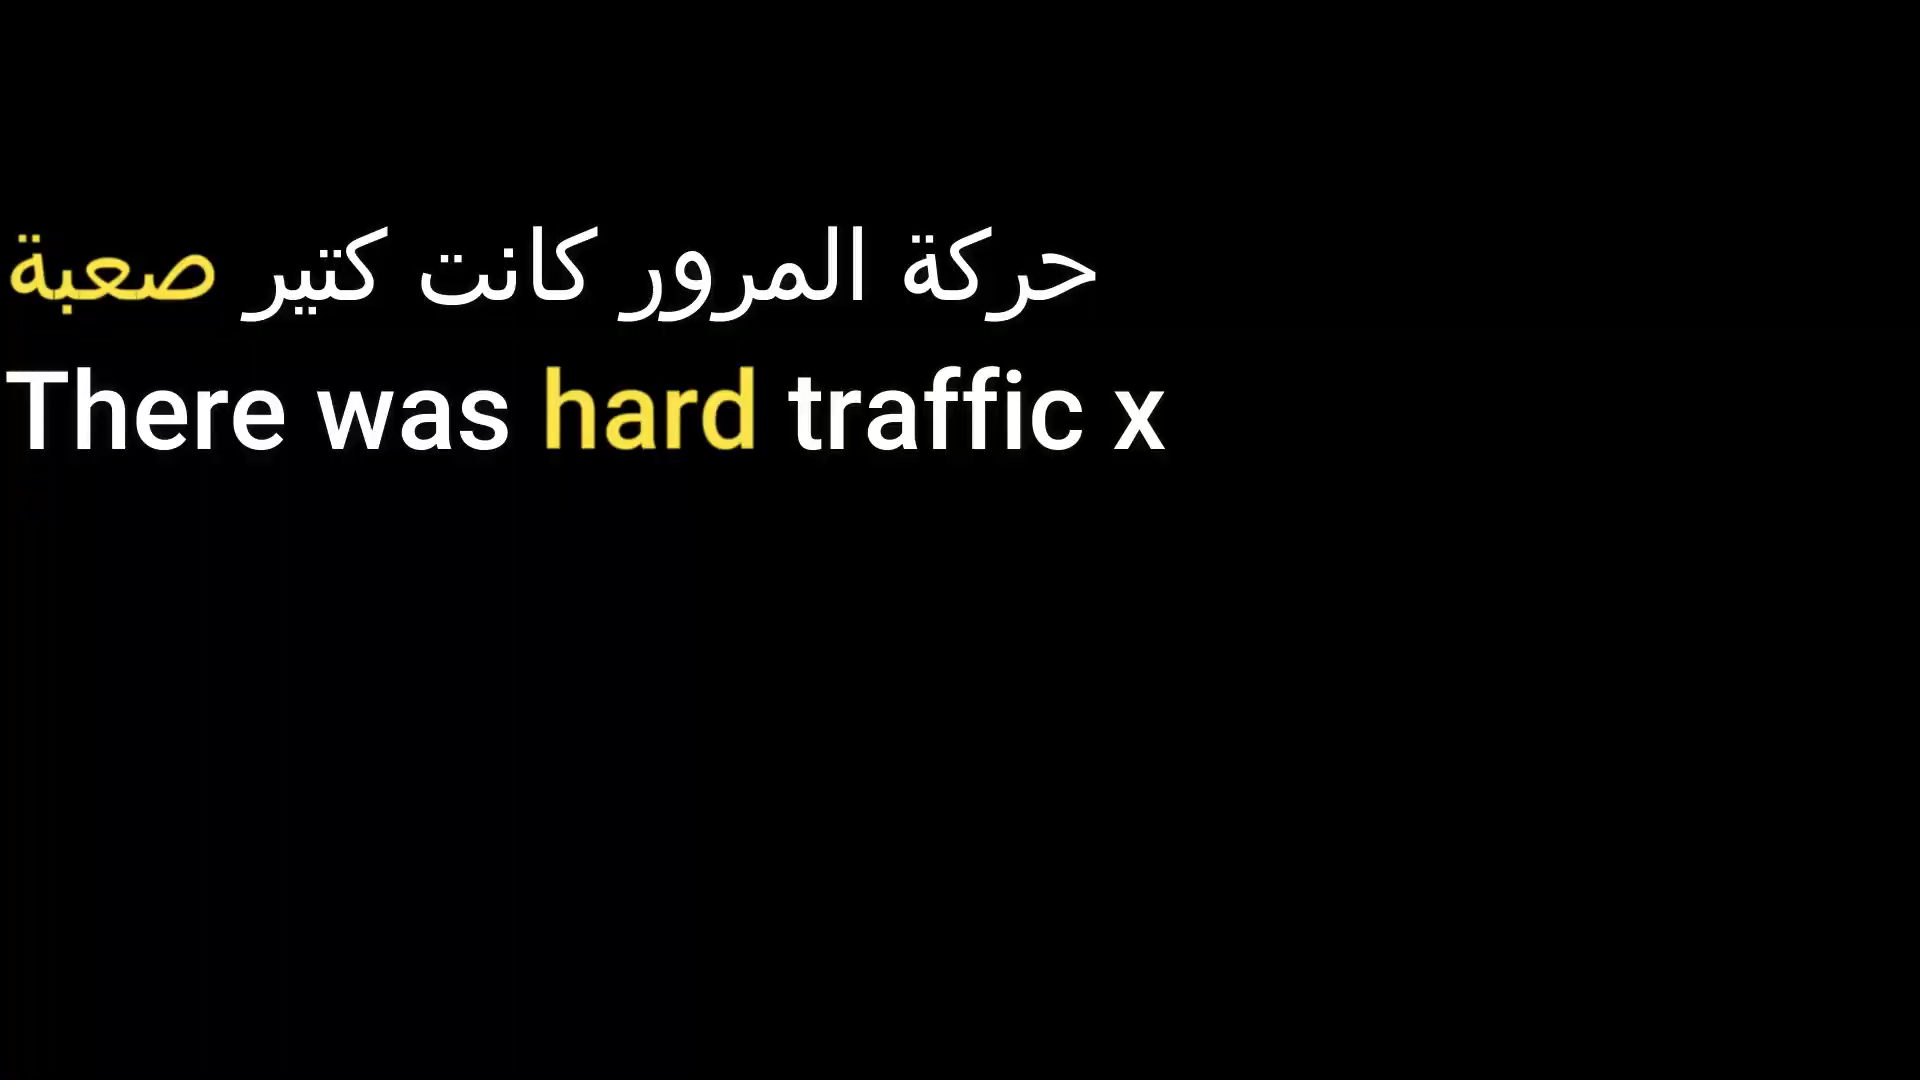 حركة المرور كانت كتير صعبة
There was hard traffic x